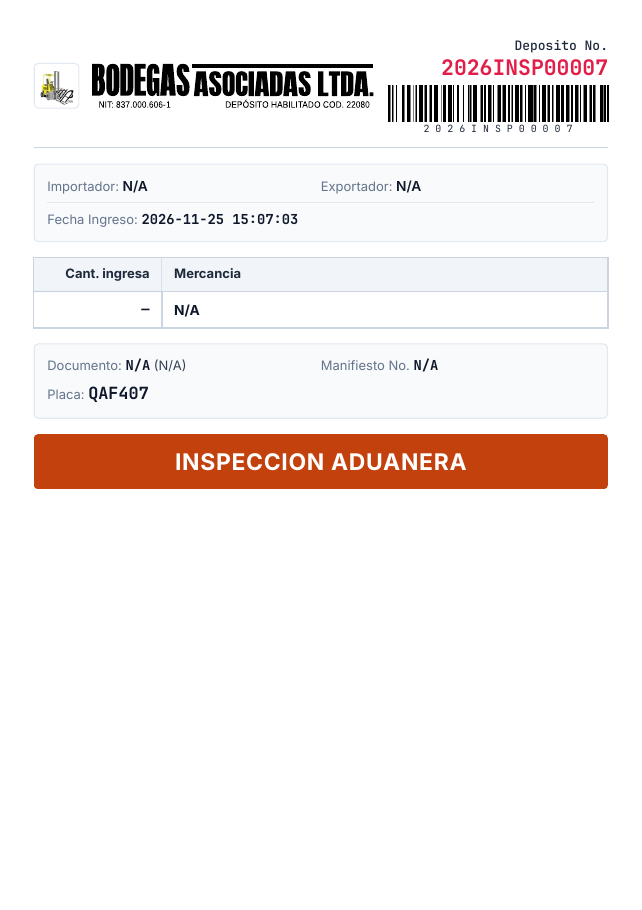 Deposito No.
2026INSP00007
BODEGAS ASOCIADAS LTDA.
NIT: 837.000.606-1 DEPÓSITO HABILITADO COD. 22080
2026INSP00007
Importador: N/A Exportador: N/A
Fecha Ingreso: 2026-11-25 15:07:03
Cant. ingresa Mercancia
– N/A
Documento: N/A (N/A) Manifiesto No. N/A
Placa: QAF407
INSPECCION ADUANERA